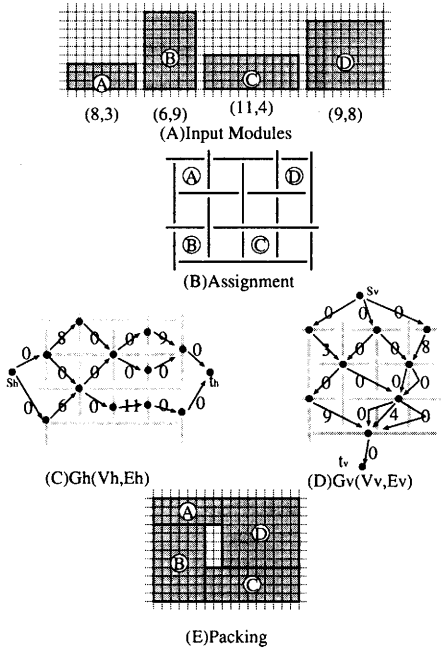 A B C D
(8,3) (6,9) (11,4) (9,8)
(A)Input Modules
A D
B C
(B)Assignment
8 0 9
0 0 0 0
Sh 0 0 th
0 6 0 11 0 0
(C)Gh(Vh,Eh)
Sv
0 0 0
3 0 0 8
0 0 0 0
9 0 4 0
tv 0
(D)Gv(Vv,Ev)
A
D
B
C
(E)Packing